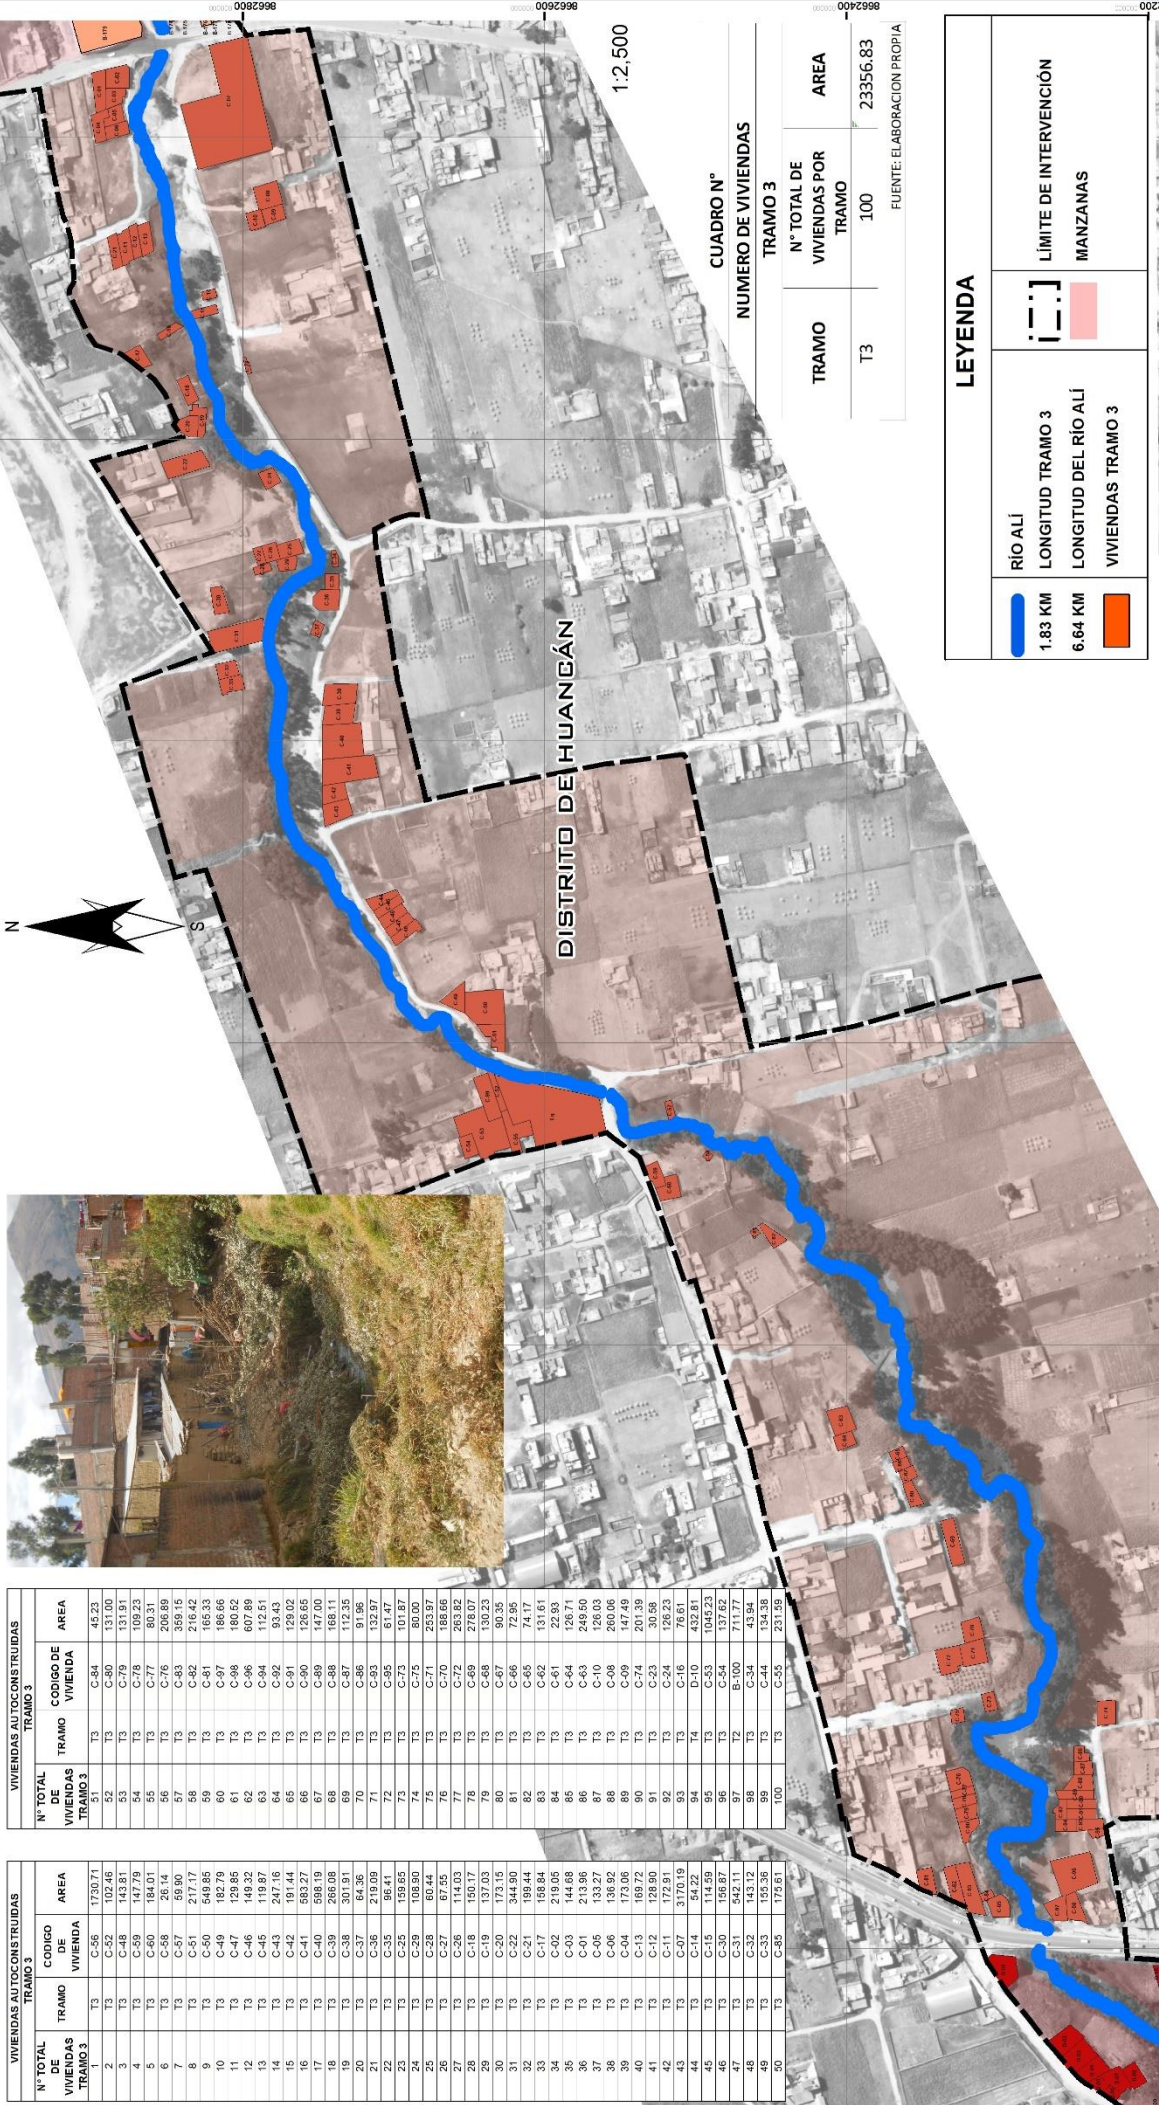 VIVIENDAS AUTOCONSTRUIDAS
TRAMO 3
N° TOTAL DE VIVIENDAS TRAMO 3 TRAMO CODIGO DE VIVIENDA AREA
1 T3 C-56 1730.71
2 T3 C-52 102.46
3 T3 C-48 143.81
4 T3 C-59 147.79
5 T3 C-60 184.01
6 T3 C-58 26.14
7 T3 C-57 59.90
8 T3 C-51 217.17
9 T3 C-50 549.85
10 T3 C-49 182.79
11 T3 C-47 129.85
12 T3 C-46 149.32
13 T3 C-45 119.87
14 T3 C-43 247.16
15 T3 C-42 191.44
16 T3 C-41 583.27
17 T3 C-40 598.19
18 T3 C-39 266.08
19 T3 C-38 301.91
20 T3 C-37 64.36
21 T3 C-36 219.09
22 T3 C-35 96.41
23 T3 C-25 159.65
24 T3 C-29 108.90
25 T3 C-28 60.44
26 T3 C-27 67.55
27 T3 C-26 114.03
28 T3 C-18 150.17
29 T3 C-19 137.03
30 T3 C-20 173.15
31 T3 C-22 344.90
32 T3 C-21 199.44
33 T3 C-17 158.84
34 T3 C-02 219.05
35 T3 C-03 144.68
36 T3 C-01 213.96
37 T3 C-05 133.27
38 T3 C-06 136.92
39 T3 C-04 173.06
40 T3 C-13 169.72
41 T3 C-12 128.90
42 T3 C-11 172.91
43 T3 C-07 3170.19
44 T3 C-14 54.22
45 T3 C-15 114.59
46 T3 C-30 156.87
47 T3 C-31 542.11
48 T3 C-32 143.12
49 T3 C-33 155.36
50 T3 C-85 175.61
VIVIENDAS AUTOCONSTRUIDAS
TRAMO 3
N° TOTAL DE VIVIENDAS TRAMO 3 TRAMO CODIGO DE VIVIENDA AREA
51 T3 C-84 425.23
52 T3 C-80 131.00
53 T3 C-79 131.91
54 T3 C-78 109.23
55 T3 C-77 80.31
56 T3 C-76 206.89
57 T3 C-83 359.15
58 T3 C-82 216.42
59 T3 C-81 165.33
60 T3 C-97 186.66
61 T3 C-98 180.52
62 T3 C-96 607.89
63 T3 C-94 112.51
64 T3 C-92 93.43
65 T3 C-91 129.02
66 T3 C-90 126.65
67 T3 C-89 147.00
68 T3 C-88 168.11
69 T3 C-87 112.35
70 T3 C-86 91.96
71 T3 C-93 132.97
72 T3 C-95 61.47
73 T3 C-73 101.87
74 T3 C-75 80.00
75 T3 C-71 253.97
76 T3 C-70 188.66
77 T3 C-72 263.82
78 T3 C-69 278.07
79 T3 C-68 130.23
80 T3 C-67 90.35
81 T3 C-66 72.95
82 T3 C-65 74.17
83 T3 C-62 131.61
84 T3 C-61 22.93
85 T3 C-64 126.71
86 T3 C-63 249.50
87 T3 C-10 126.03
88 T3 C-08 260.06
89 T3 C-09 147.49
90 T3 C-74 201.39
91 T3 C-23 30.58
92 T3 C-24 126.23
93 T3 C-16 76.61
94 T4 D-10 432.81
95 T3 C-53 1045.23
96 T3 C-54 137.62
97 T2 B-100 711.77
98 T3 C-34 43.94
99 T3 C-44 134.38
100 T3 C-55 231.59
N
S
DISTRITO DE HUANCÁN
8662800
8662600
8662400
1:2,500
CUADRO N°
NUMERO DE VIVIENDAS
TRAMO 3
TRAMO N° TOTAL DE VIVIENDAS POR TRAMO AREA
T3 100 23356.83
FUENTE: ELABORACION PROPIA
LEYENDA
RÍO ALÍ
1.83 KM LONGITUD TRAMO 3
6.64 KM LONGITUD DEL RÍO ALÍ
VIVIENDAS TRAMO 3
LÍMITE DE INTERVENCIÓN
MANZANAS